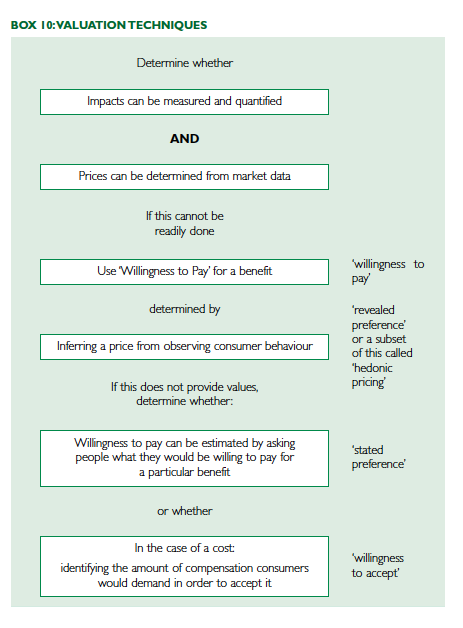 BOX 10: VALUATION TECHNIQUES
Determine whether
Impacts can be measured and quantified
AND
Prices can be determined from market data
If this cannot be
readily done
Use ‘Willingness to Pay’ for a benefit
‘willingness to
pay’
determined by
Inferring a price from observing consumer behaviour
‘revealed
preference’
or a subset
of this called
‘hedonic
pricing’
If this does not provide values,
determine whether:
Willingness to pay can be estimated by asking
people what they would be willing to pay for
a particular benefit
‘stated
preference’
or whether
In the case of a cost:
identifying the amount of compensation consumers
would demand in order to accept it
‘willingness
to accept’